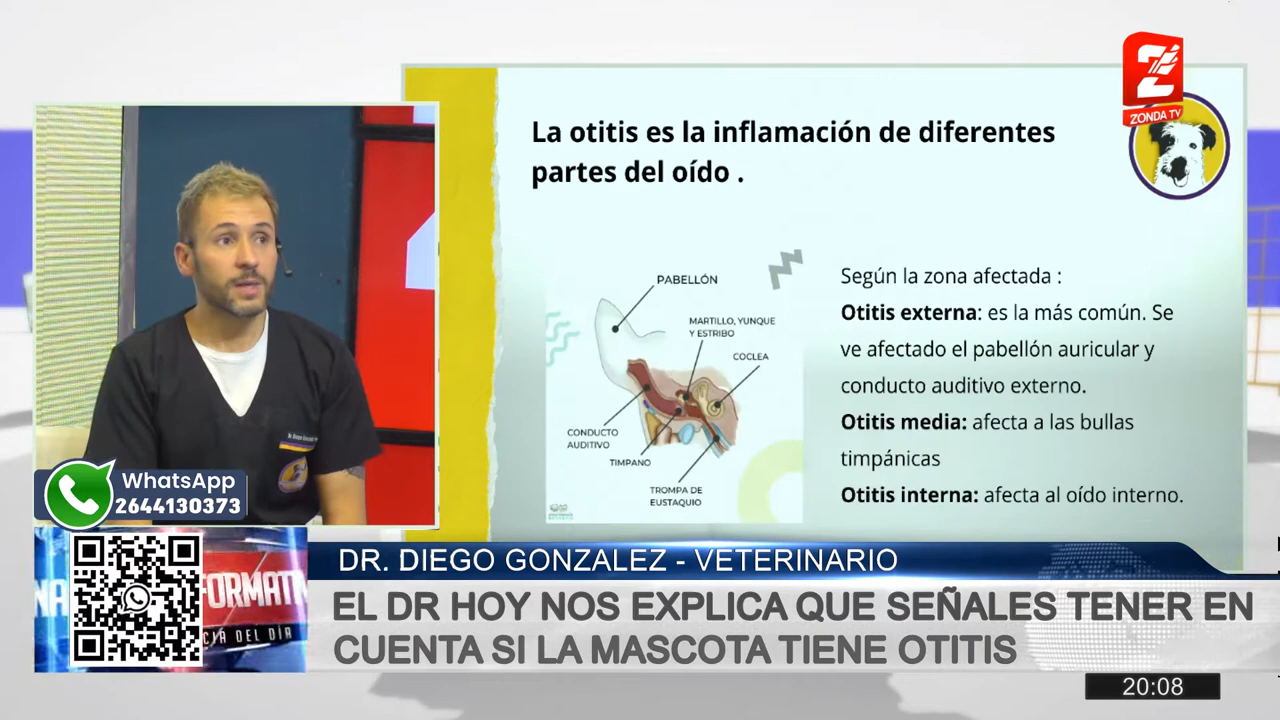 ZONDA TV
La otitis es la inflamación de diferentes
partes del oído .
PABELLÓN
MARTILLO, YUNQUE
Y ESTRIBO
COCLEA
CONDUCTO
AUDITIVO
TIMPANO
TROMPA DE
EUSTAQUIO
Según la zona afectada :
Otitis externa: es la más común. Se
ve afectado el pabellón auricular y
conducto auditivo externo.
Otitis media: afecta a las bullas
timpánicas
Otitis interna: afecta al oído interno.
WhatsApp
2644130373
FORMATI
CIA DEL DÍA
DR. DIEGO GONZALEZ - VETERINARIO
EL DR HOY NOS EXPLICA QUE SEÑALES TENER EN
CUENTA SI LA MASCOTA TIENE OTITIS
20:08